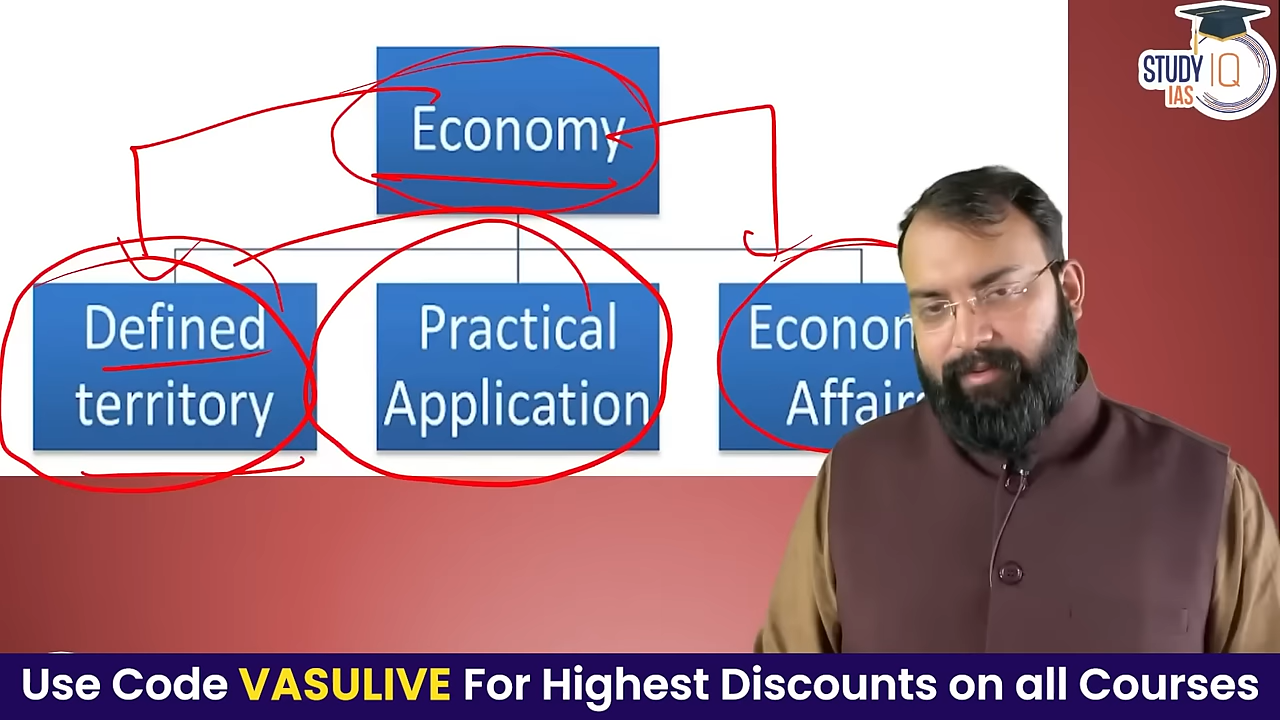 STUDY IQ
IAS
Economy
Defined
territory
Practical
Application
Use Code VASULIVE For Highest Discounts on all Courses